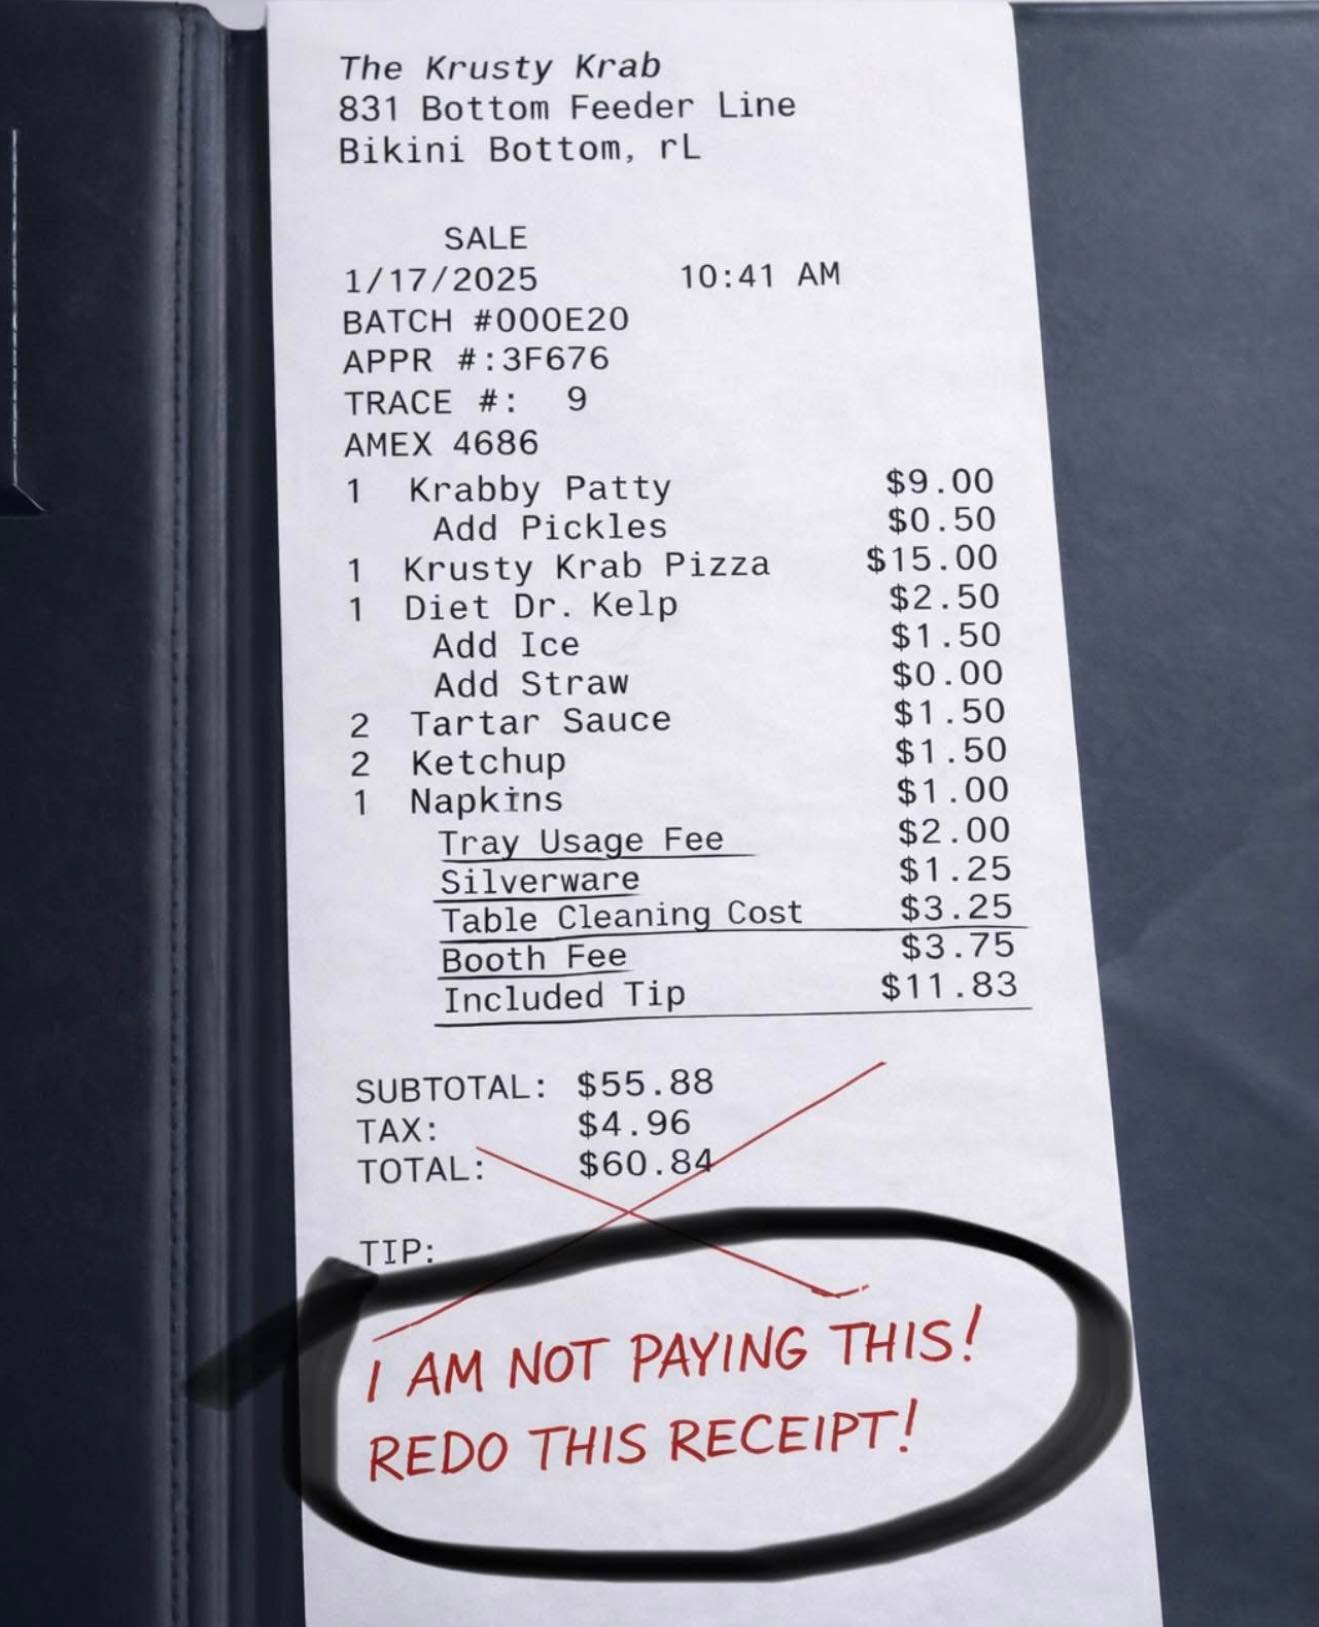 The Krusty Krab
831 Bottom Feeder Line
Bikini Bottom, rL
SALE
1/17/2025 10:41 AM
BATCH #000E20
APPR #:3F676
TRACE #: 9
AMEX 4686
1 Krabby Patty $9.00
Add Pickles $0.50
1 Krusty Krab Pizza $15.00
1 Diet Dr. Kelp $2.50
Add Ice $1.50
Add Straw $0.00
2 Tartar Sauce $1.50
2 Ketchup $1.50
1 Napkins $1.00
Tray Usage Fee $2.00
Silverware $1.25
Table Cleaning Cost $3.25
Booth Fee $3.75
Included Tip $11.83
SUBTOTAL: $55.88
TAX: $4.96
TOTAL: $60.84
TIP:
I AM NOT PAYING THIS!
REDO THIS RECEIPT!